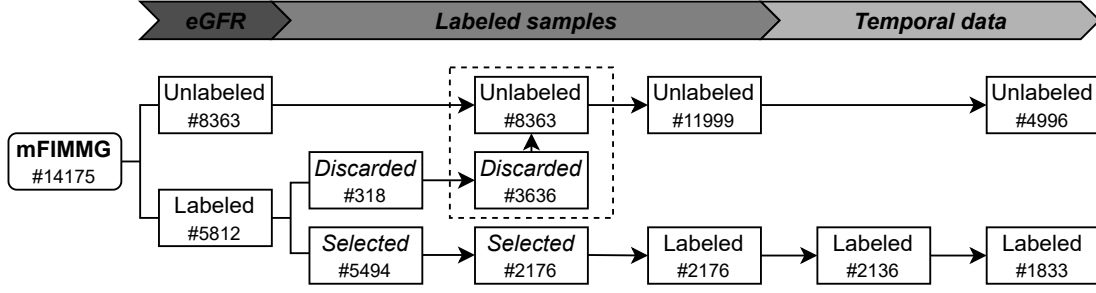 eGFR
Labeled samples
Temporal data
mFIMMG
#14175
Unlabeled
#8363
Labeled
#5812
Discarded
#318
Selected
#5494
Unlabeled
#8363
Discarded
#3636
Selected
#2176
Unlabeled
#11999
Labeled
#2176
Labeled
#2136
Unlabeled
#4996
Labeled
#1833